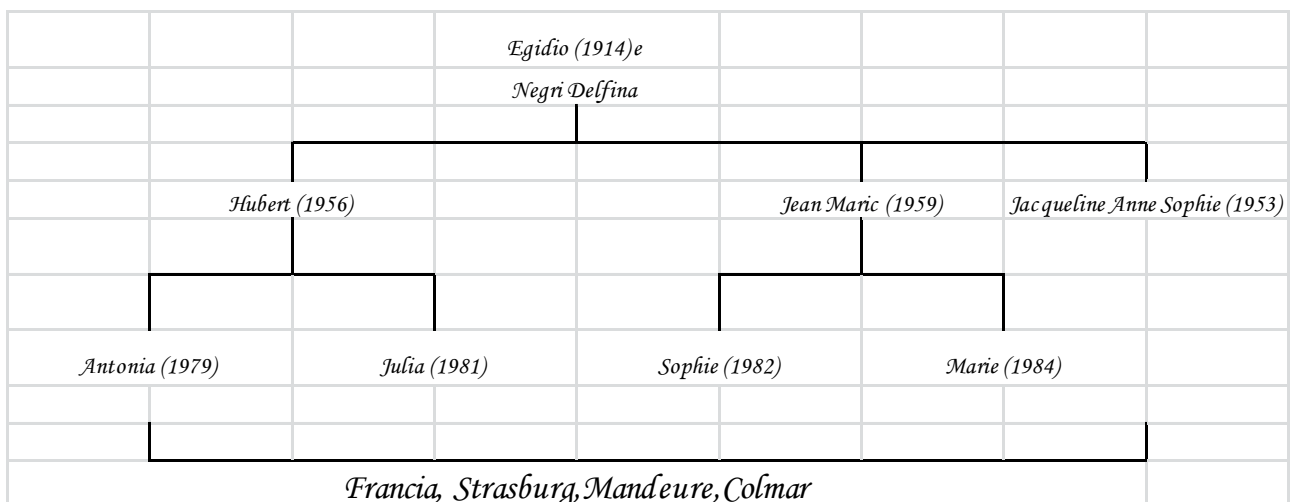 Egidio (1914)e
Negri Delfina
Hubert (1956)
Jean Maric (1959)
Jacqueline Anne Sophie (1953)
Antonia (1979)
Julia (1981)
Sophie (1982)
Marie (1984)
Francia, Strasburg,Mandeure,Colmar